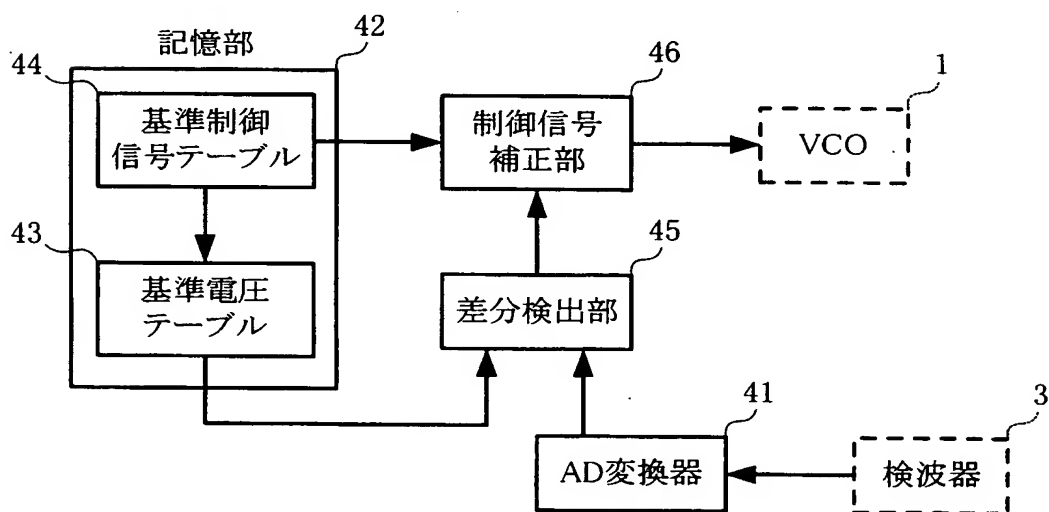 記憶部
42
44
基準制御
信号テーブル
46
制御信号
補正部
1
VCO
43
基準電圧
テーブル
45
差分検出部
41
AD変換器
3
検波器